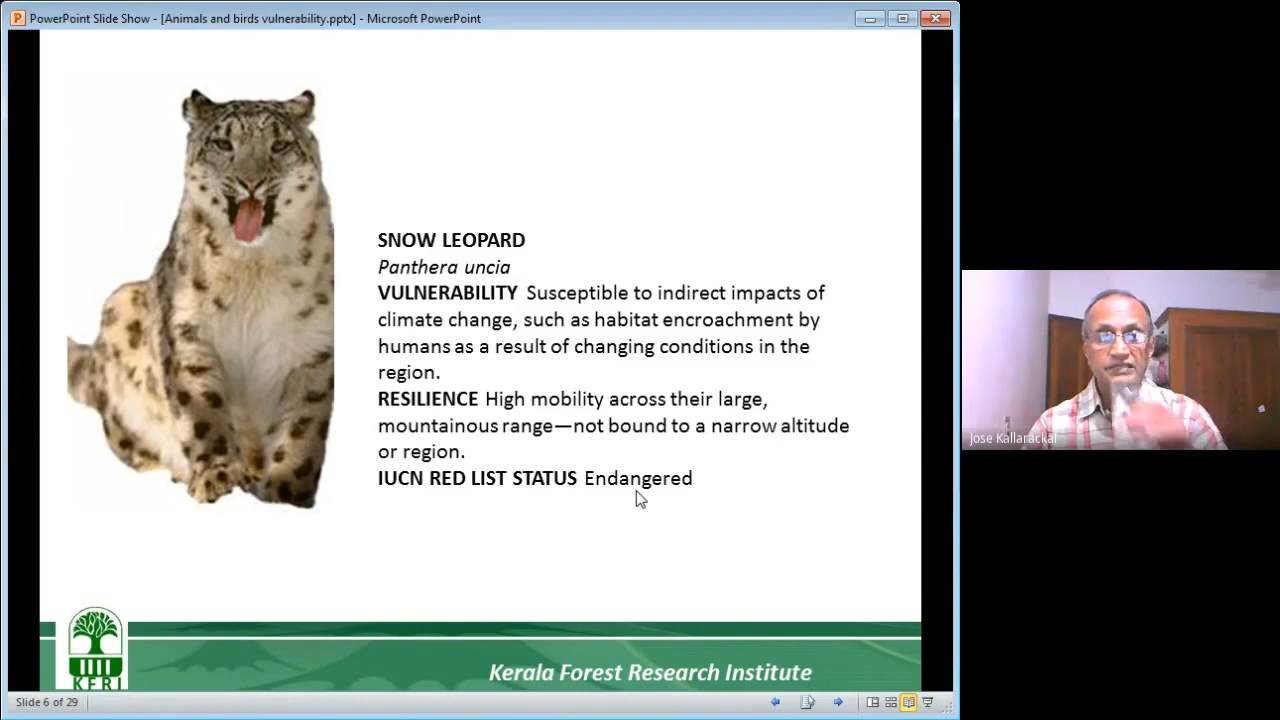 PowerPoint Slide Show - [Animals and birds vulnerability.pptx] - Microsoft PowerPoint
SNOW LEOPARD
Panthera uncia
VULNERABILITY Susceptible to indirect impacts of
climate change, such as habitat encroachment by
humans as a result of changing conditions in the
region.
RESILIENCE High mobility across their large,
mountainous range—not bound to a narrow altitude
or region.
IUCN RED LIST STATUS Endangered
Jose Kallarackal
KFRI
Kerala Forest Research Institute
Slide 6 of 29